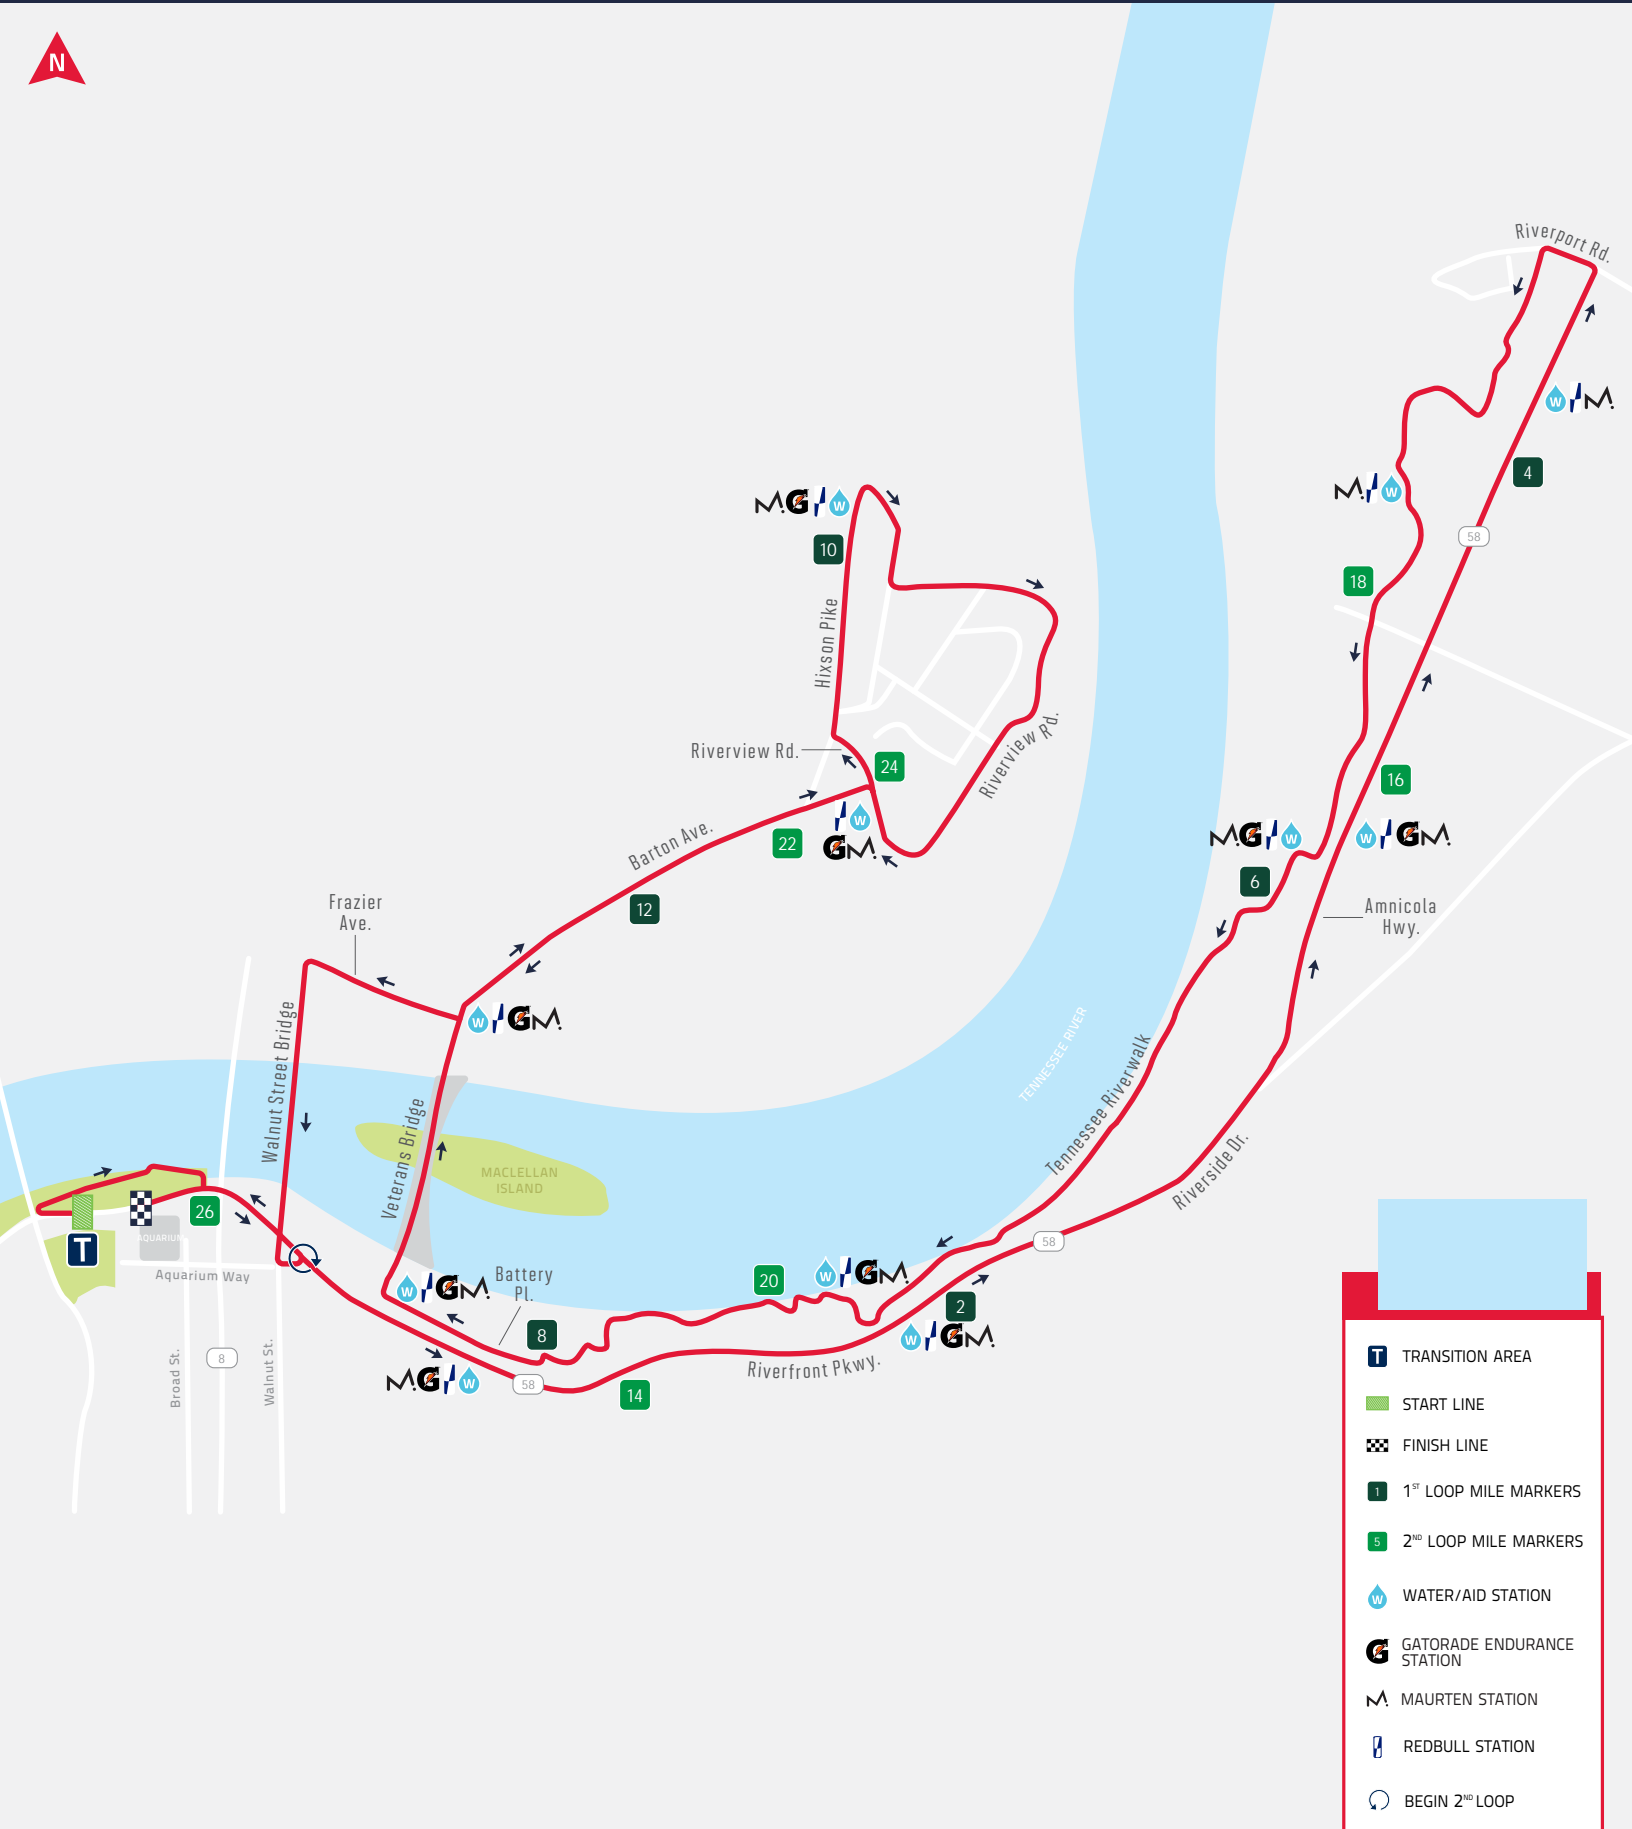 N
Riverport Rd.
W M.
4
M. W
58
18
M.G W
10
Hixson Pike
Riverview Rd.
24
Riverview Rd.
16
W
G M.
22
Barton Ave.
M.G W
W G M.
6
12
Frazier
Ave.
Amnicola
Hwy.
W G M.
Walnut Street Bridge
TENNESSEE RIVER
Tennessee Riverwalk
Veterans Bridge
MACLELLAN
ISLAND
Riverside Dr.
26
T
AQUARIUM
58
Aquarium Way
Battery
Pl.
W G M.
20
W G M.
2
8
W G M.
Riverfront Pkwy.
Broad St.
8
Walnut St.
M.G W
58
14
T TRANSITION AREA
START LINE
FINISH LINE
1 1ST LOOP MILE MARKERS
5 2ND LOOP MILE MARKERS
W WATER/AID STATION
G GATORADE ENDURANCE
STATION
M. MAURTEN STATION
REDBULL STATION
BEGIN 2ND LOOP